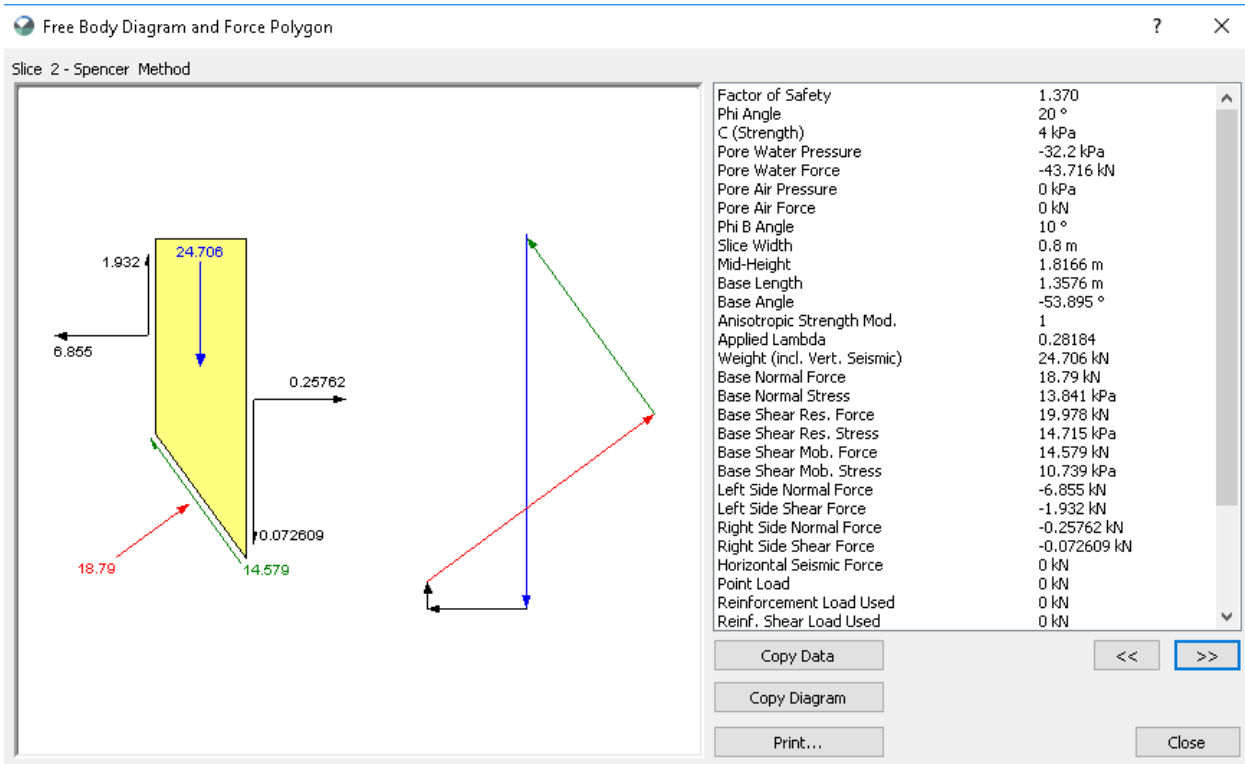 Free Body Diagram and Force Polygon ?
Slice 2 - Spencer Method
1.932
24.706
6.855
0.25762
0.072609
18.79
14.579
Factor of Safety 1.370
Phi Angle 20 °
C (Strength) 4 kPa
Pore Water Pressure -32.2 kPa
Pore Water Force -43.716 kN
Pore Air Pressure 0 kPa
Pore Air Force 0 kN
Phi B Angle 10 °
Slice Width 0.8 m
Mid-Height 1.8166 m
Base Length 1.3576 m
Base Angle -53.895 °
Anisotropic Strength Mod. 1
Applied Lambda 0.28184
Weight (incl. Vert. Seismic) 24.706 kN
Base Normal Force 18.79 kN
Base Normal Stress 13.841 kPa
Base Shear Res. Force 19.978 kN
Base Shear Res. Stress 14.715 kPa
Base Shear Mob. Force 14.579 kN
Base Shear Mob. Stress 10.739 kPa
Left Side Normal Force -6.855 kN
Left Side Shear Force -1.932 kN
Right Side Normal Force -0.25762 kN
Right Side Shear Force -0.072609 kN
Horizontal Seismic Force 0 kN
Point Load 0 kN
Reinforcement Load Used 0 kN
Reinf. Shear Load Used 0 kN
Copy Data << >>
Copy Diagram
Print... Close